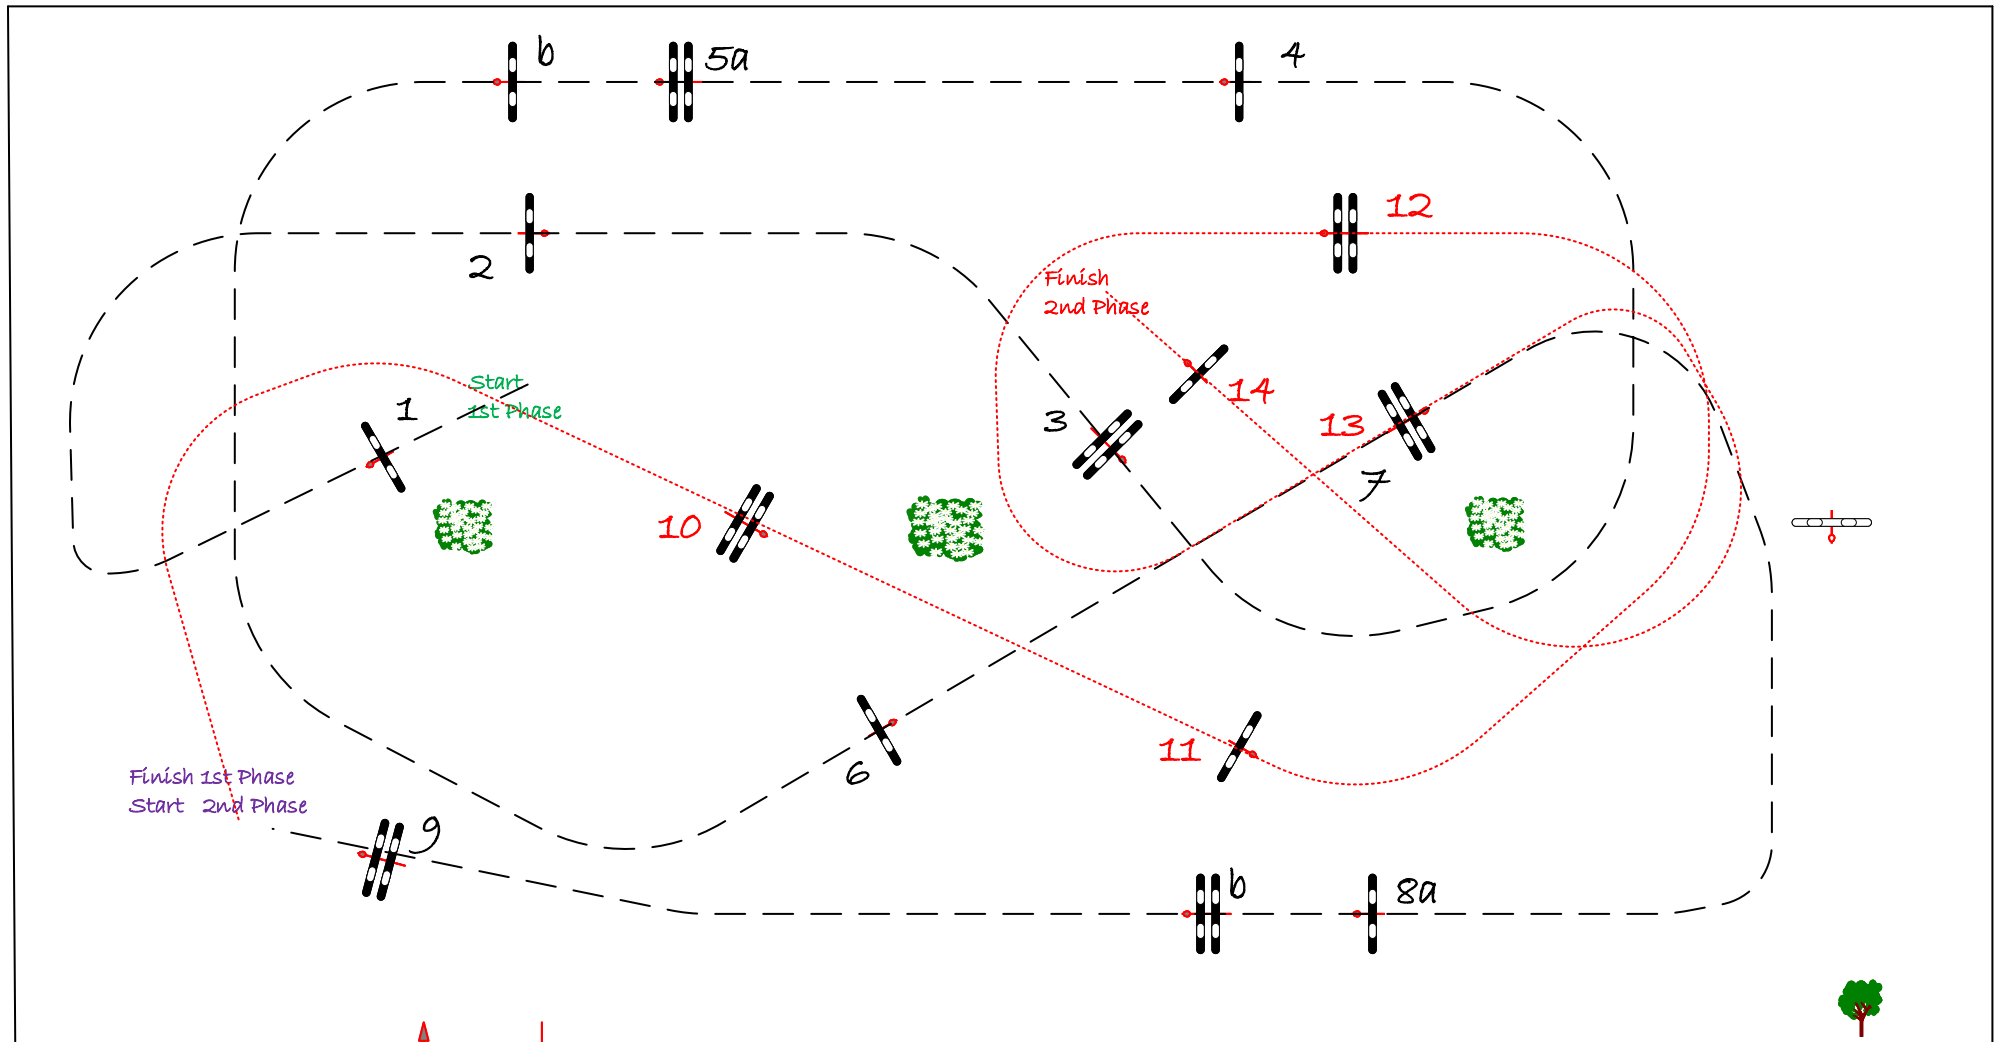 b
5a
4
12
2
Finish
2nd Phase
Start
1st Phase
1
14
3
13
7
10
11
6
Finish 1st Phase
Start 2nd Phase
9
b
8a